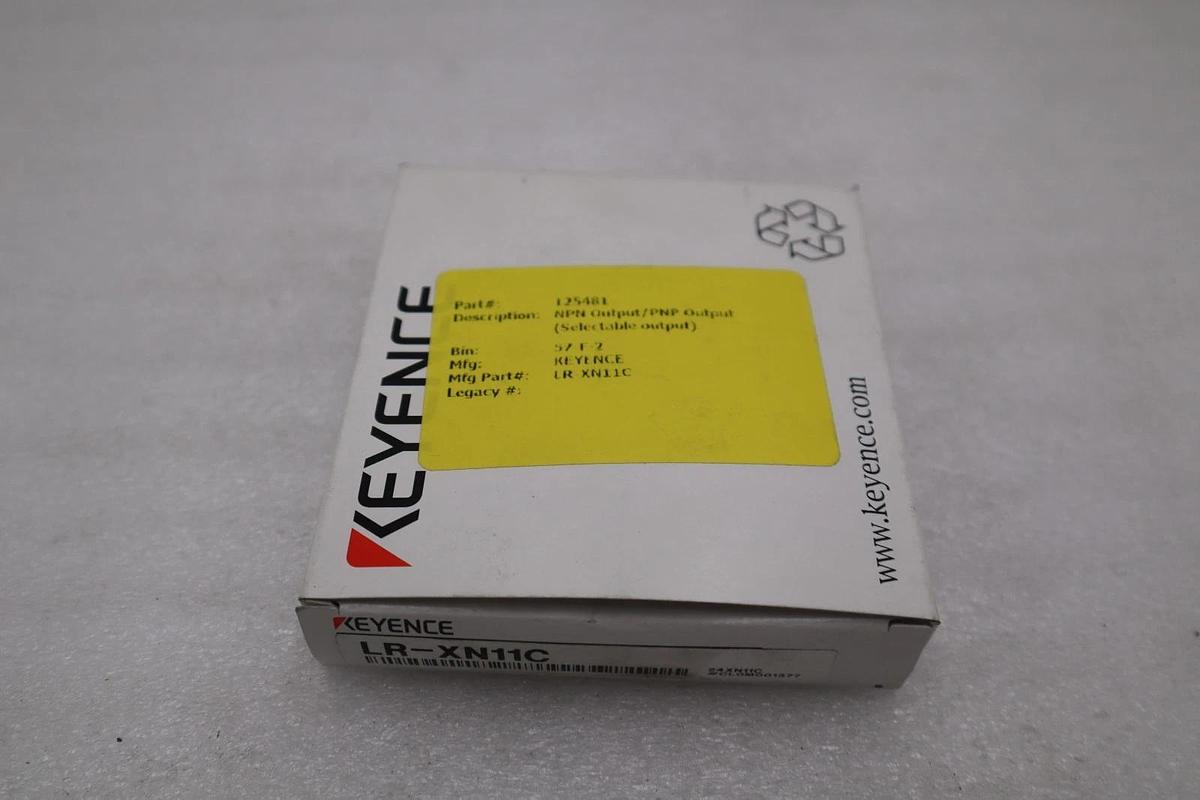 KEYENCE
Part#: 125481
Description: NPN Output/PNP Output
(Selectable output)
Bin: 57 F-2
Mfg: KEYENCE
Mfg Part#: LR-XN11C
Legacy #:
www.keyence.com
KEYENCE
LR-XN11C